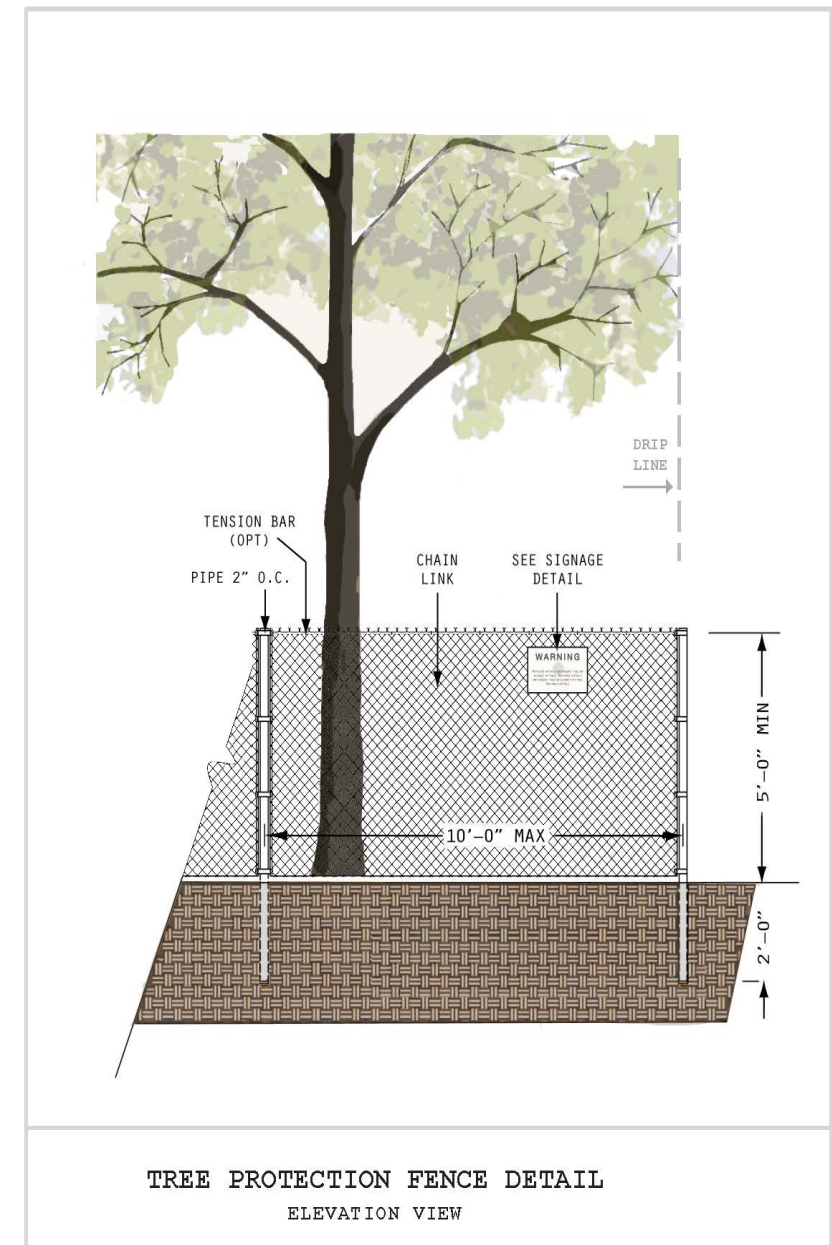 DRIP
LINE
TENSION BAR
(OPT)
PIPE 2" O.C.
CHAIN
LINK
SEE SIGNAGE
DETAIL
WARNING
5'-0" MIN
10'-0" MAX
2'-0"
TREE PROTECTION FENCE DETAIL
ELEVATION VIEW